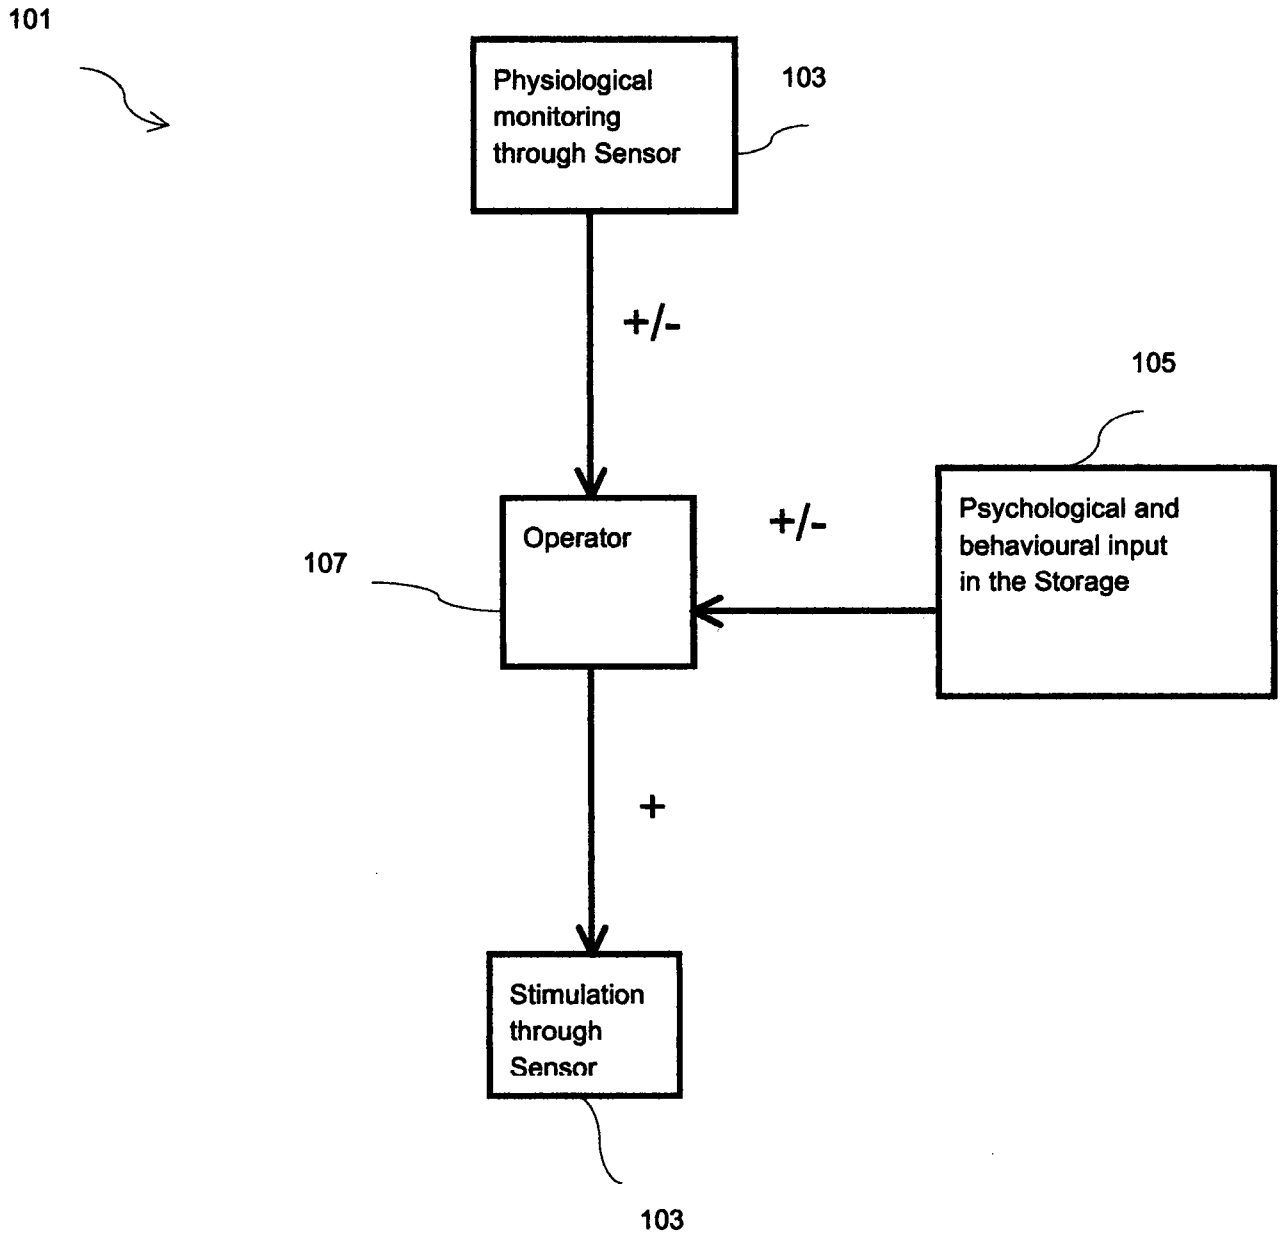 101
Physiological
monitoring
through Sensor
103
+/-
105
Operator
107
+/-
Psychological and
behavioural input
in the Storage
+
Stimulation
through
Sensor
103